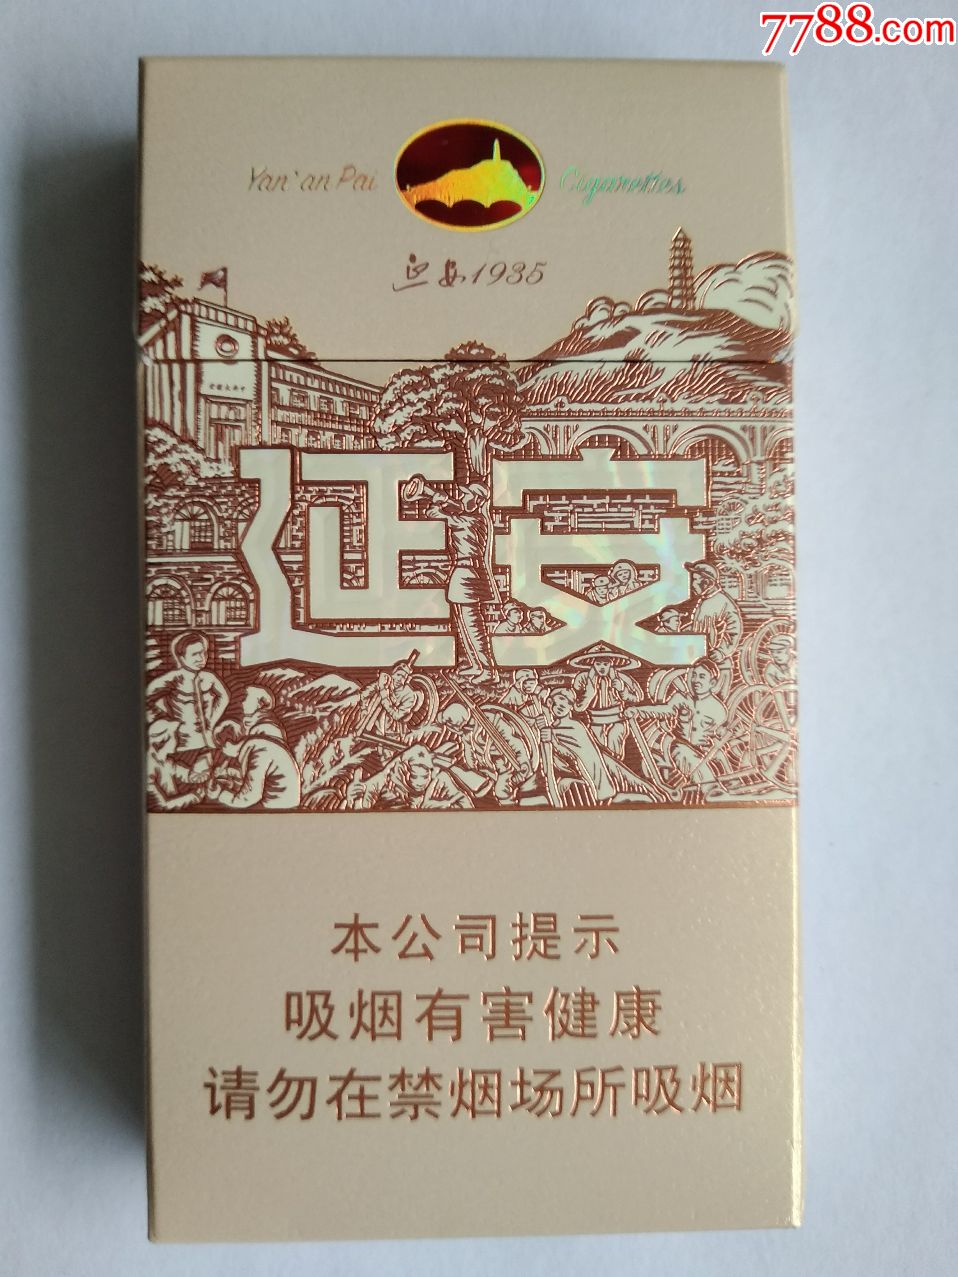 7788.com
Yan'an Pai Cigarettes
延安1935
延安
本公司提示
吸烟有害健康
请勿在禁烟场所吸烟